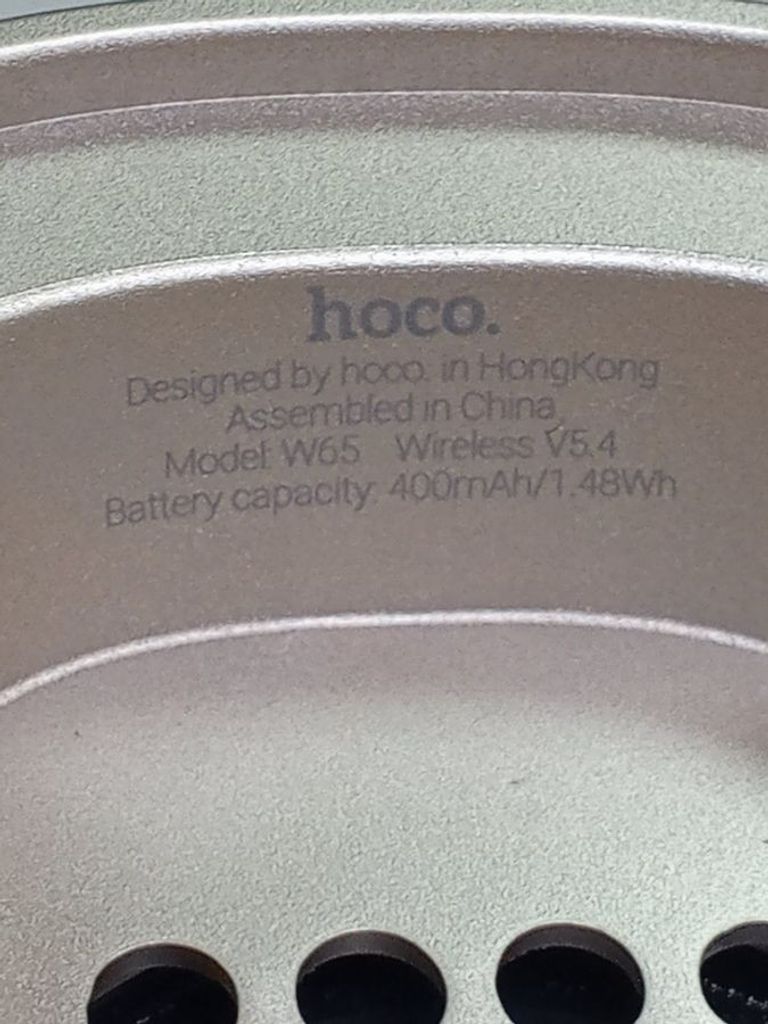 hoco.
Designed by hoco. in HongKong
Assembled in China
Model: W65 Wireless V5.4
Battery capacity: 400mAh/1.48Wh